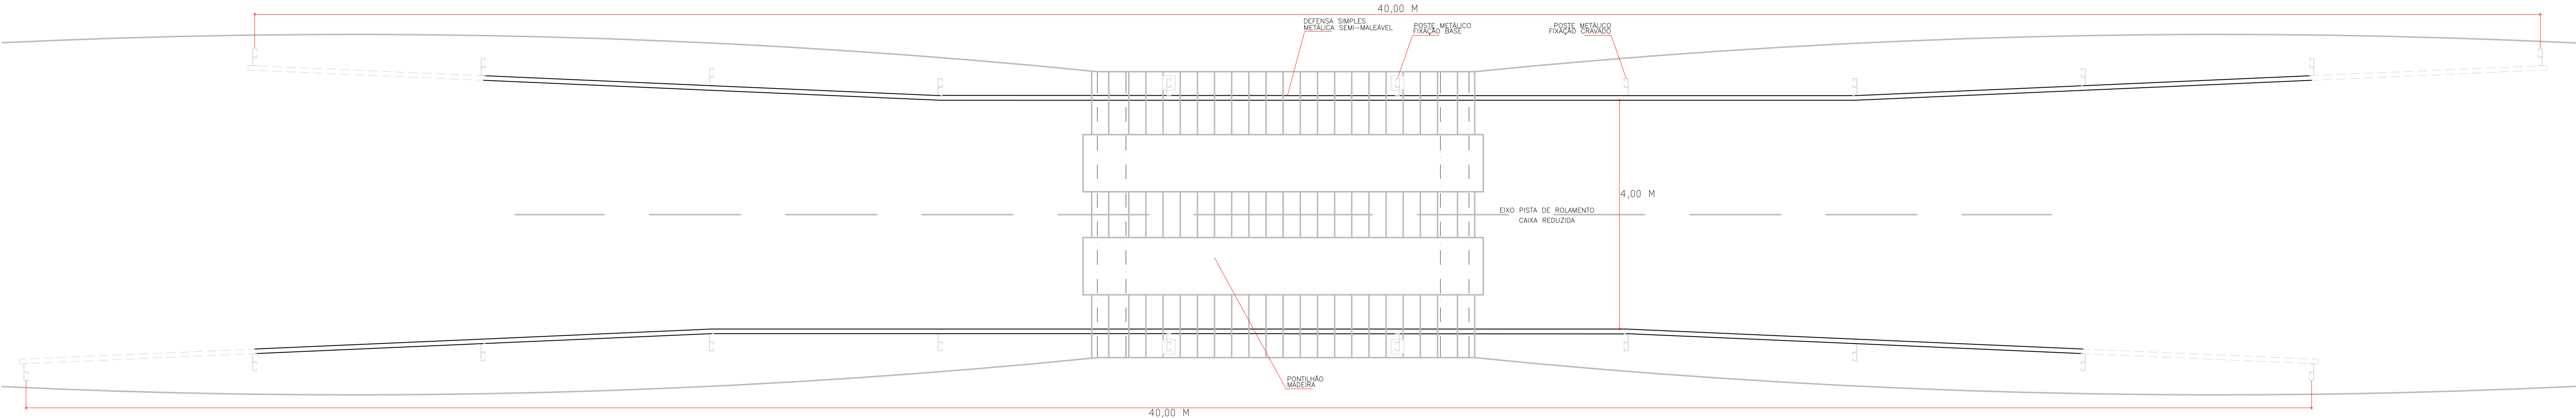 40,00 M
DEFENSA SIMPLES
METÁLICA SEMI-MALEÁVEL
POSTE METÁLICO
FIXAÇÃO BASE
POSTE METÁLICO
FIXAÇÃO CRAVADO
4,00 M
EIXO PISTA DE ROLAMENTO
CAIXA REDUZIDA
PONTILHÃO
MADEIRA
40,00 M